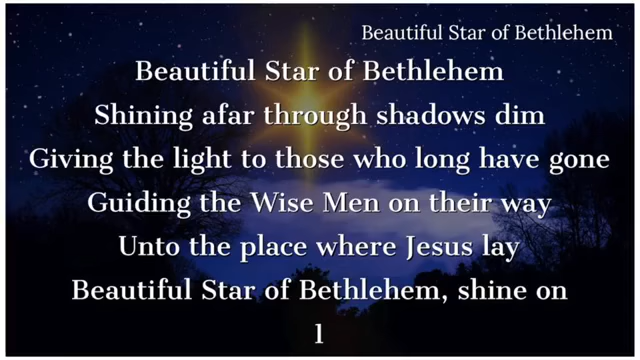 Beautiful Star of Bethlehem
Beautiful Star of Bethlehem
Shining afar through shadows dim
Giving the light to those who long have gone
Guiding the Wise Men on their way
Unto the place where Jesus lay
Beautiful Star of Bethlehem, shine on
1